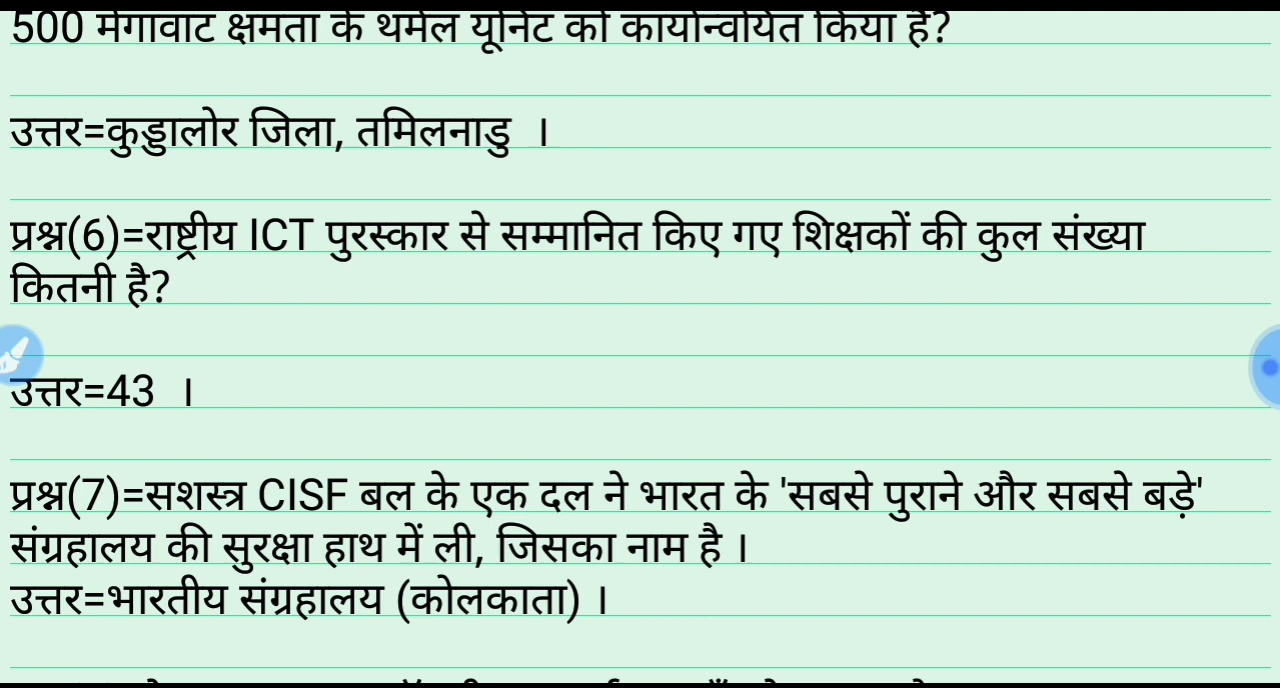 500 मेगावाट क्षमता के थर्मल यूनिट को कार्यान्वयित किया है?
उत्तर=कुड्डालोर जिला, तमिलनाडु ।
प्रश्न(6)=राष्ट्रीय ICT पुरस्कार से सम्मानित किए गए शिक्षकों की कुल संख्या
कितनी है?
उत्तर=43 ।
प्रश्न(7)=सशस्त्र CISF बल के एक दल ने भारत के 'सबसे पुराने और सबसे बड़े'
संग्रहालय की सुरक्षा हाथ में ली, जिसका नाम है ।
उत्तर=भारतीय संग्रहालय (कोलकाता) ।